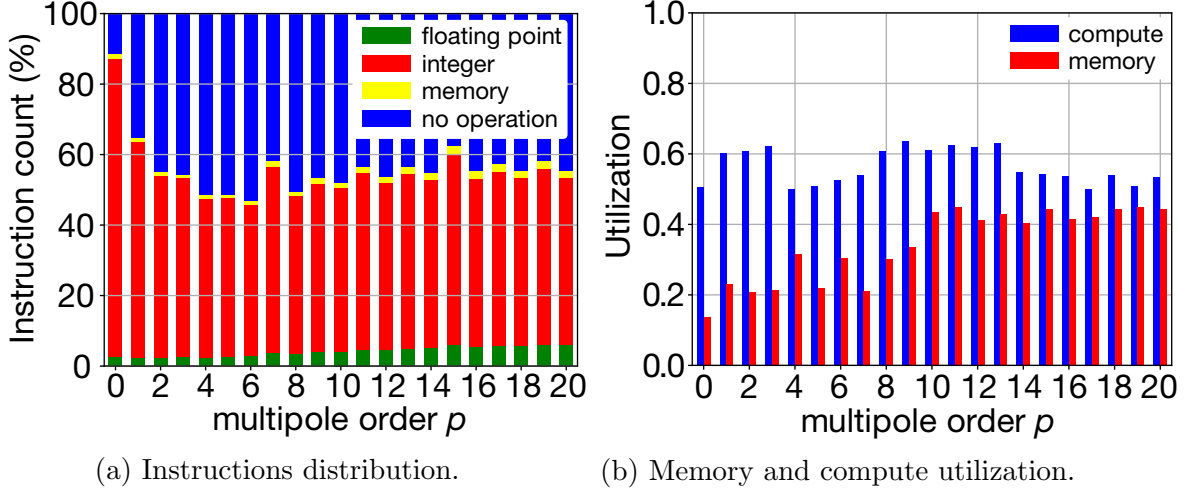 100
80
60
40
20
0
Instruction count (%)
floating point
integer
memory
no operation
0 2 4 6 8 10 12 14 16 18 20
multipole order p
(a) Instructions distribution.
1.0
0.8
0.6
0.4
0.2
0.0
Utilization
compute
memory
0 2 4 6 8 10 12 14 16 18 20
multipole order p
(b) Memory and compute utilization.